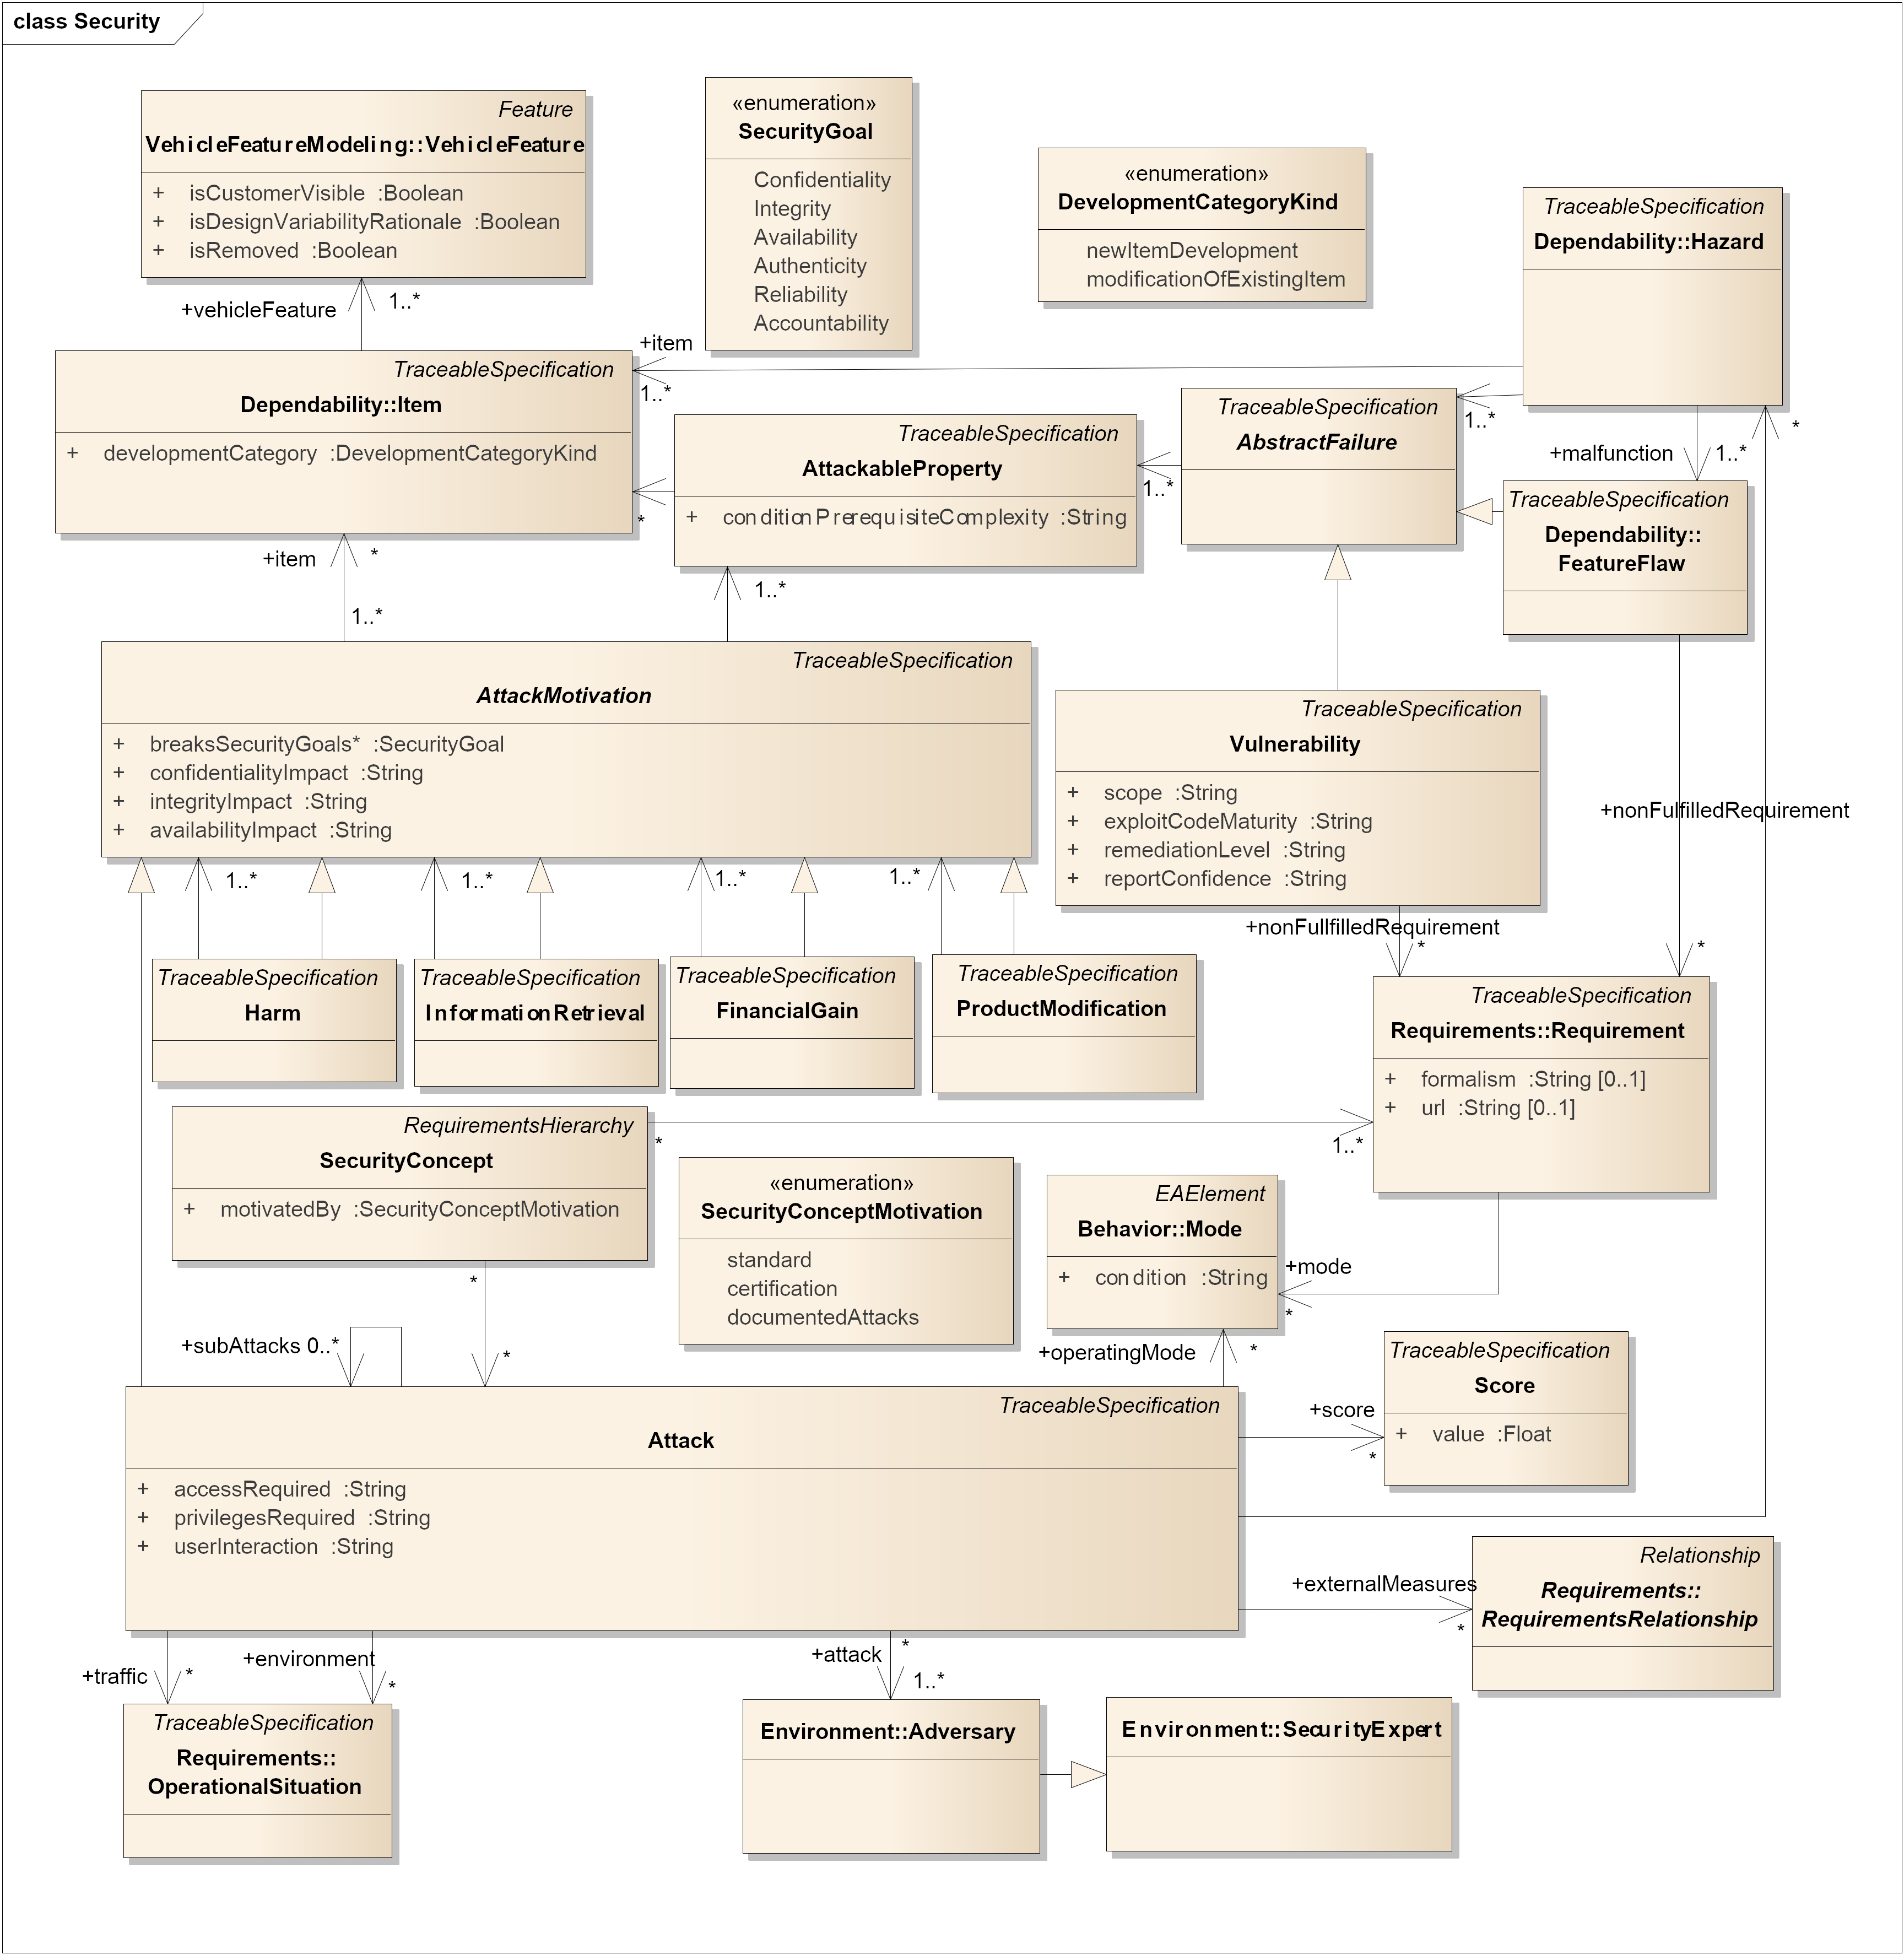 class Security
Feature
VehicleFeatureModeling::VehicleFeature
+ isCustomerVisible :Boolean
+ isDesignVariabilityRationale :Boolean
+ isRemoved :Boolean
«enumeration»
SecurityGoal
Confidentiality
Integrity
Availability
Authenticity
Reliability
Accountability
«enumeration»
DevelopmentCategoryKind
newItemDevelopment
modificationOfExistingItem
TraceableSpecification
Dependability::Hazard
+vehicleFeature 1..*
+item
1..*
TraceableSpecification
Dependability::Item
+ developmentCategory :DevelopmentCategoryKind
*
TraceableSpecification
AttackableProperty
+ conditionPrerequisiteComplexity :String
1..*
TraceableSpecification
AbstractFailure
1..*
+malfunction 1..*
*
TraceableSpecification
Dependability::
FeatureFlaw
+item *
1..*
1..*
TraceableSpecification
AttackMotivation
+ breaksSecurityGoals* :SecurityGoal
+ confidentialityImpact :String
+ integrityImpact :String
+ availabilityImpact :String
TraceableSpecification
Vulnerability
+ scope :String
+ exploitCodeMaturity :String
+ remediationLevel :String
+ reportConfidence :String
+nonFulfilledRequirement
*
+nonFullfilledRequirement
*
1..*
1..*
1..*
1..*
TraceableSpecification
Harm
TraceableSpecification
InformationRetrieval
TraceableSpecification
FinancialGain
TraceableSpecification
ProductModification
TraceableSpecification
Requirements::Requirement
+ formalism :String [0..1]
+ url :String [0..1]
RequirementsHierarchy
SecurityConcept
+ motivatedBy :SecurityConceptMotivation
*
1..*
«enumeration»
SecurityConceptMotivation
standard
certification
documentedAttacks
EAElement
Behavior::Mode
+ condition :String
+mode
*
*
+subAttacks 0..*
*
+operatingMode *
TraceableSpecification
Score
+ value :Float
+score
*
TraceableSpecification
Attack
+ accessRequired :String
+ privilegesRequired :String
+ userInteraction :String
+externalMeasures
*
Relationship
Requirements::
RequirementsRelationship
+traffic *
+environment
*
+attack *
1..*
TraceableSpecification
Requirements::
OperationalSituation
Environment::Adversary
Environment::SecurityExpert